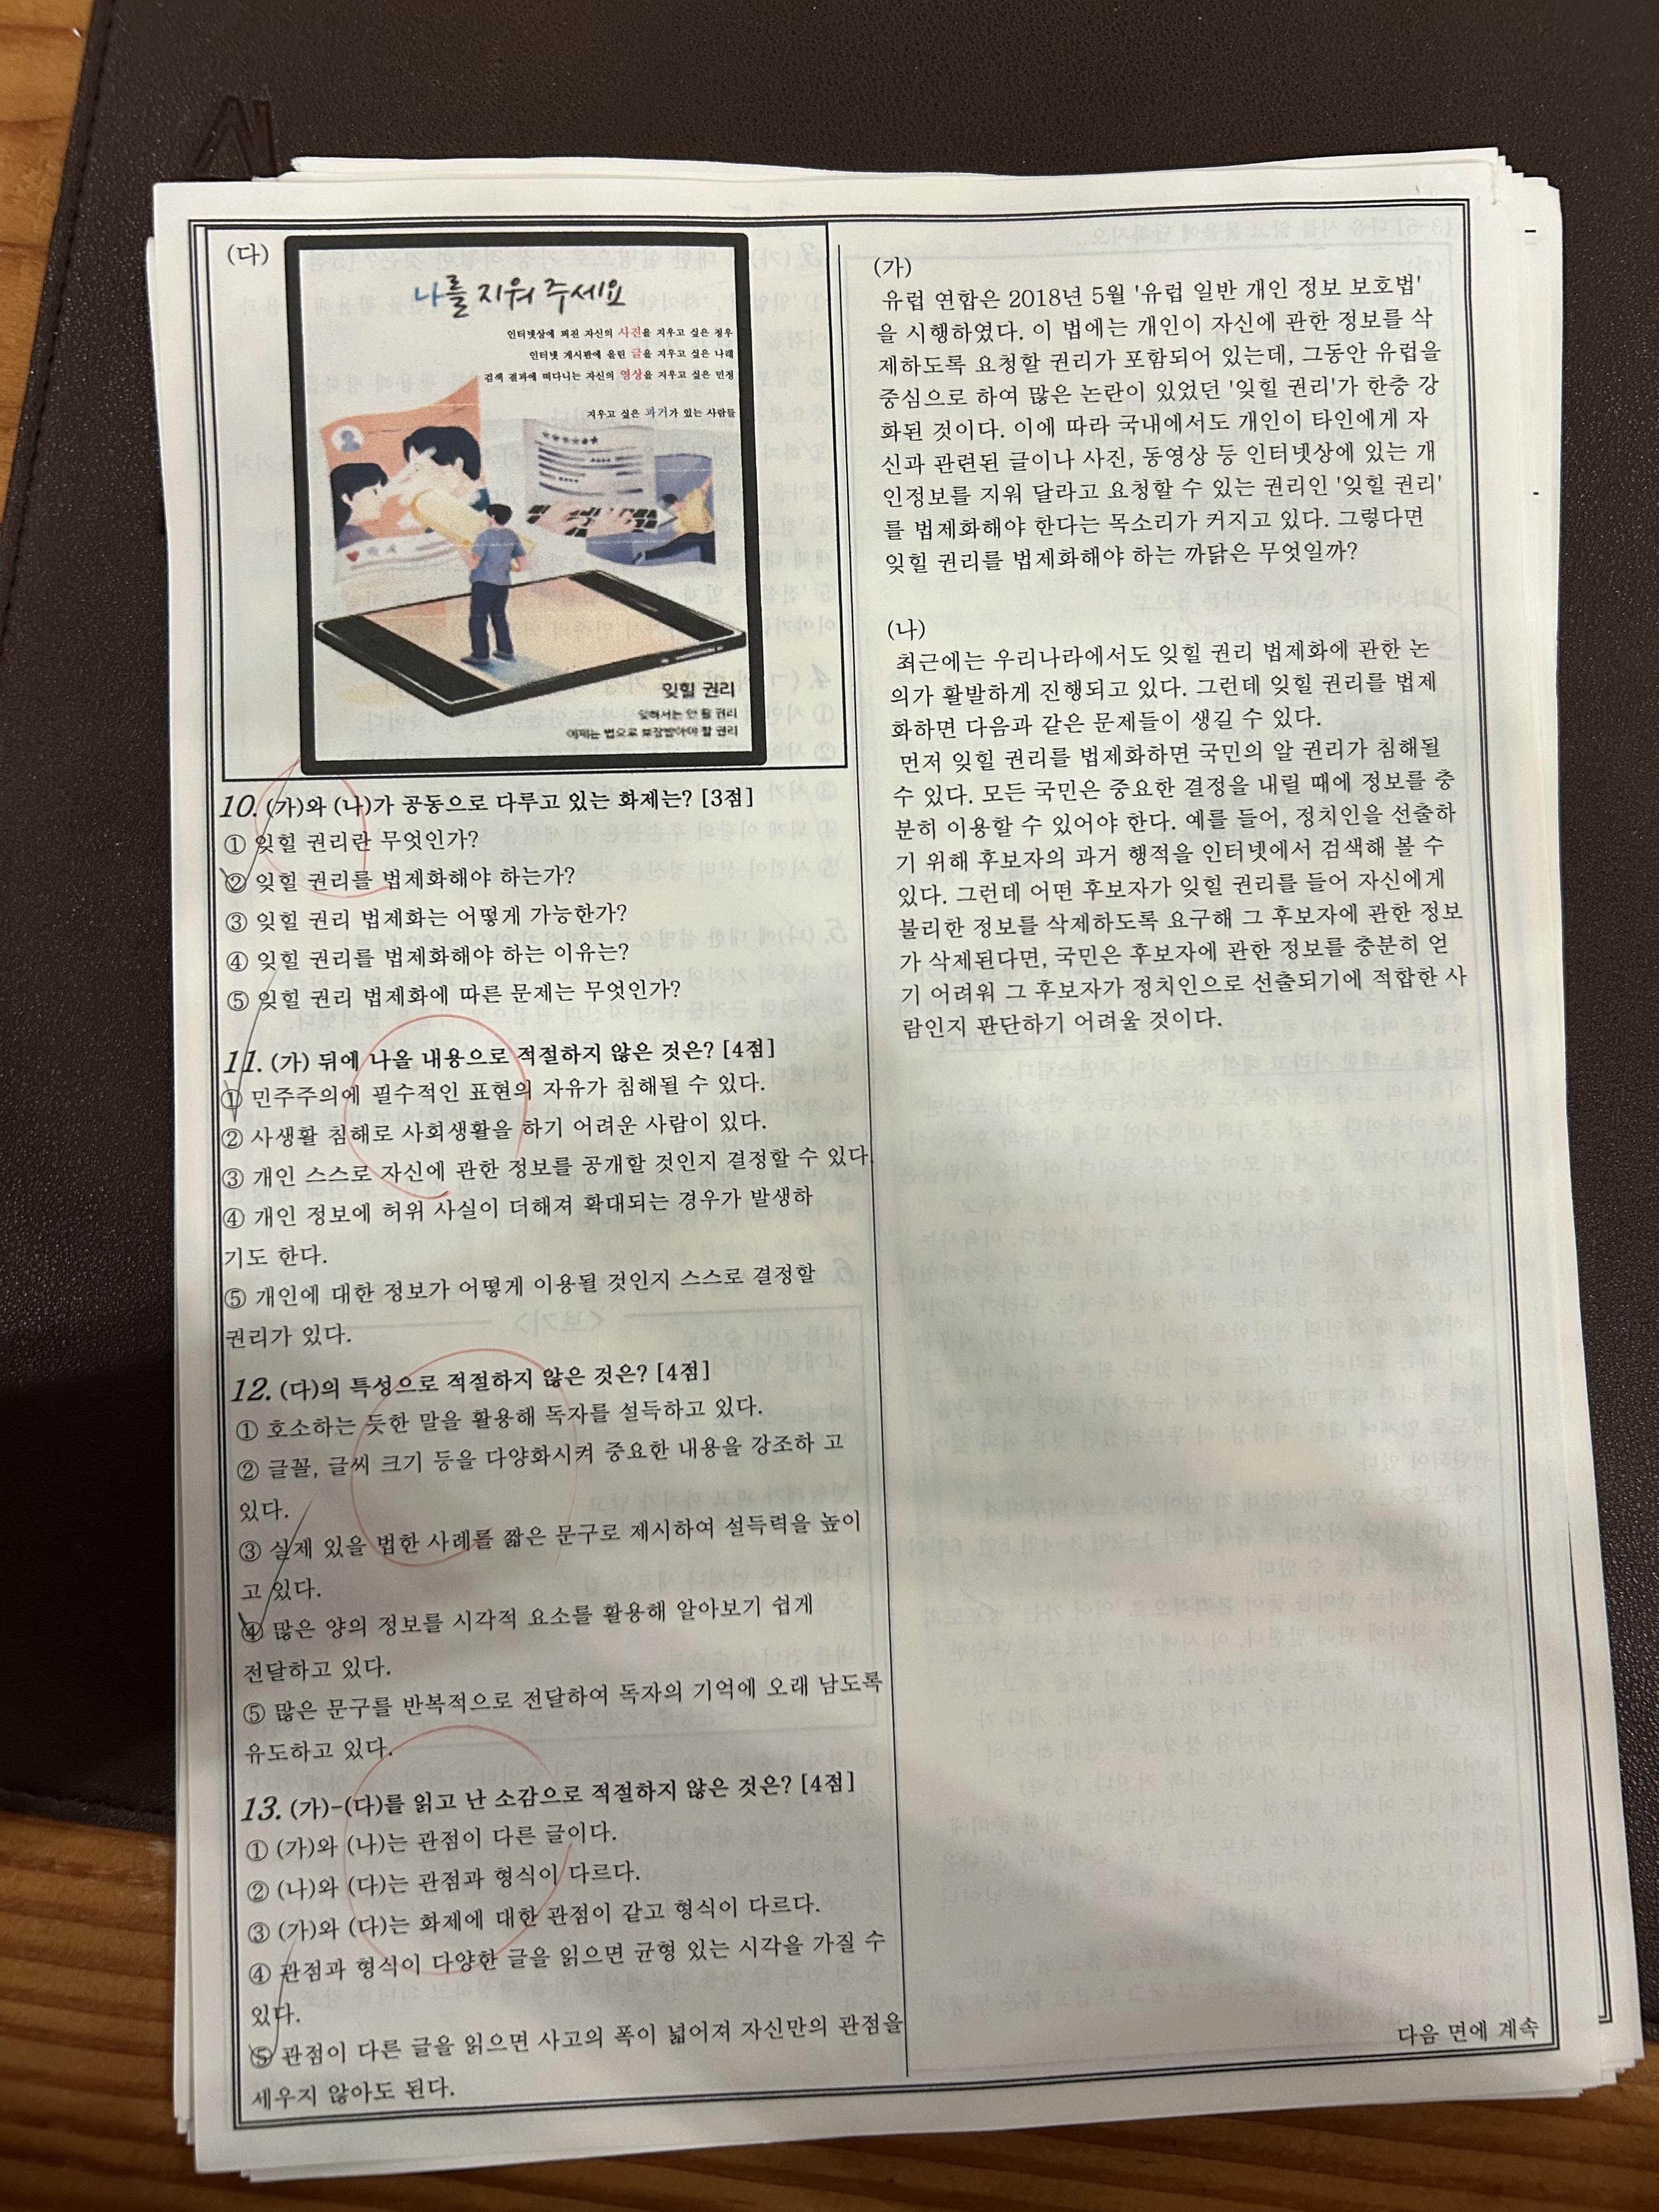 (다)
나를 지워 주세요
인터넷상에 퍼진 자신의 사진을 지우고 싶은 정우
인터넷 게시판에 올린 글을 지우고 싶은 나래
검색 결과에 떠다니는 자신의 영상을 지우고 싶은 민정
지우고 싶은 과거가 있는 사람들
잊힐 권리
잊혀서는 안 될 권리
이제는 법으로 보장받아야 할 권리
10. (가)와 (나)가 공동으로 다루고 있는 화제는? [3점]
① 잊힐 권리란 무엇인가?
② 잊힐 권리를 법제화해야 하는가?
③ 잊힐 권리 법제화는 어떻게 가능한가?
④ 잊힐 권리를 법제화해야 하는 이유는?
⑤ 잊힐 권리 법제화에 따른 문제는 무엇인가?
11. (가) 뒤에 나올 내용으로 적절하지 않은 것은? [4점]
① 민주주의에 필수적인 표현의 자유가 침해될 수 있다.
② 사생활 침해로 사회생활을 하기 어려운 사람이 있다.
③ 개인 스스로 자신에 관한 정보를 공개할 것인지 결정할 수 있다.
④ 개인 정보에 허위 사실이 더해져 확대되는 경우가 발생하
기도 한다.
⑤ 개인에 대한 정보가 어떻게 이용될 것인지 스스로 결정할
권리가 있다.
12. (다)의 특성으로 적절하지 않은 것은? [4점]
① 호소하는 듯한 말을 활용해 독자를 설득하고 있다.
② 글꼴, 글씨 크기 등을 다양화시켜 중요한 내용을 강조하 고
있다.
③ 실제 있을 법한 사례를 짧은 문구로 제시하여 설득력을 높이
고 있다.
④ 많은 양의 정보를 시각적 요소를 활용해 알아보기 쉽게
전달하고 있다.
⑤ 많은 문구를 반복적으로 전달하여 독자의 기억에 오래 남도록
유도하고 있다.
13. (가)-(다)를 읽고 난 소감으로 적절하지 않은 것은? [4점]
① (가)와 (나)는 관점이 다른 글이다.
② (나)와 (다)는 관점과 형식이 다르다.
③ (가)와 (다)는 화제에 대한 관점이 같고 형식이 다르다.
④ 관점과 형식이 다양한 글을 읽으면 균형 있는 시각을 가질 수
있다.
⑤ 관점이 다른 글을 읽으면 사고의 폭이 넓어져 자신만의 관점을
세우지 않아도 된다.
(가)
유럽 연합은 2018년 5월 '유럽 일반 개인 정보 보호법'
을 시행하였다. 이 법에는 개인이 자신에 관한 정보를 삭
제하도록 요청할 권리가 포함되어 있는데, 그동안 유럽을
중심으로 하여 많은 논란이 있었던 '잊힐 권리'가 한층 강
화된 것이다. 이에 따라 국내에서도 개인이 타인에게 자
신과 관련된 글이나 사진, 동영상 등 인터넷상에 있는 개
인정보를 지워 달라고 요청할 수 있는 권리인 '잊힐 권리'
를 법제화해야 한다는 목소리가 커지고 있다. 그렇다면
잊힐 권리를 법제화해야 하는 까닭은 무엇일까?
(나)
최근에는 우리나라에서도 잊힐 권리 법제화에 관한 논
의가 활발하게 진행되고 있다. 그런데 잊힐 권리를 법제
화하면 다음과 같은 문제들이 생길 수 있다.
먼저 잊힐 권리를 법제화하면 국민의 알 권리가 침해될
수 있다. 모든 국민은 중요한 결정을 내릴 때에 정보를 충
분히 이용할 수 있어야 한다. 예를 들어, 정치인을 선출하
기 위해 후보자의 과거 행적을 인터넷에서 검색해 볼 수
있다. 그런데 어떤 후보자가 잊힐 권리를 들어 자신에게
불리한 정보를 삭제하도록 요구해 그 후보자에 관한 정보
가 삭제된다면, 국민은 후보자에 관한 정보를 충분히 얻
기 어려워 그 후보자가 정치인으로 선출되기에 적합한 사
람인지 판단하기 어려울 것이다.
다음 면에 계속